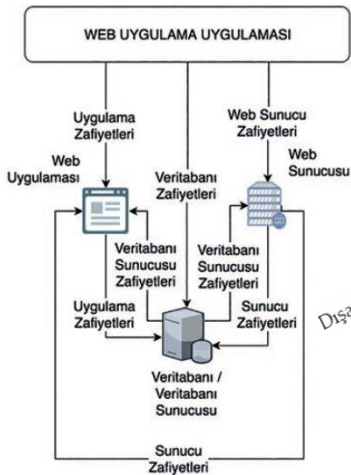 WEB UYGULAMA UYGULAMASI
Uygulama
Zafiyetleri
Web Sunucu
Zafiyetleri
Web
Uygulaması
Veritabanı
Zafiyetleri
Web
Sunucusu
Veritabanı
Sunucusu
Zafiyetleri
Veritabanı
Sunucusu
Zafiyetleri
Uygulama
Zafiyetleri
Sunucu
Zafiyetleri
Dışa
Veritabanı /
Veritabanı
Sunucusu
Sunucu
Zafiyetleri